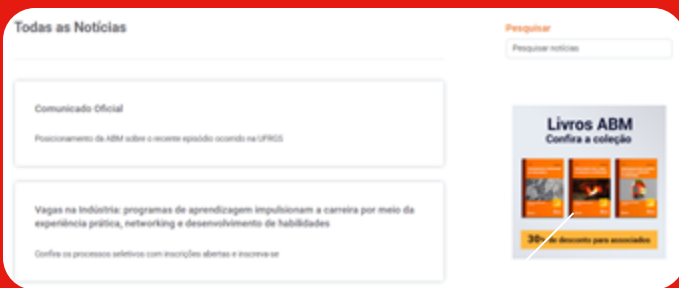 Todas as Notícias
Pesquisar
Pesquisar notícias
Comunicado Oficial
Posicionamento da ABM sobre o recente episódio ocorrido na UFRGS
Livros ABM
Confira a coleção
Vagas na Indústria: programas de aprendizagem impulsionam a carreira por meio da
experiência prática, networking e desenvolvimento de habilidades
Confira os processos seletivos com inscrições abertas e inscreva-se
de desconto para associados